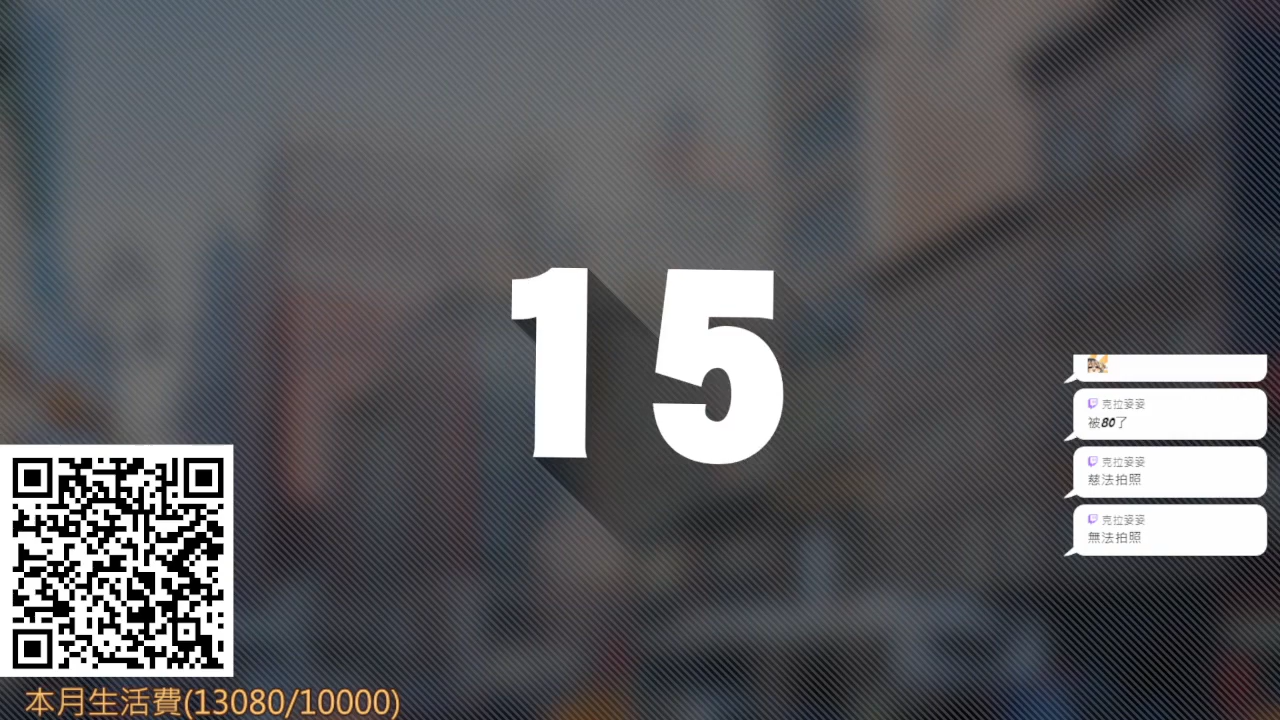 15
克拉婆婆
被80了
克拉婆婆
慈法拍照
克拉婆婆
無法拍照
本月生活費(13080/10000)